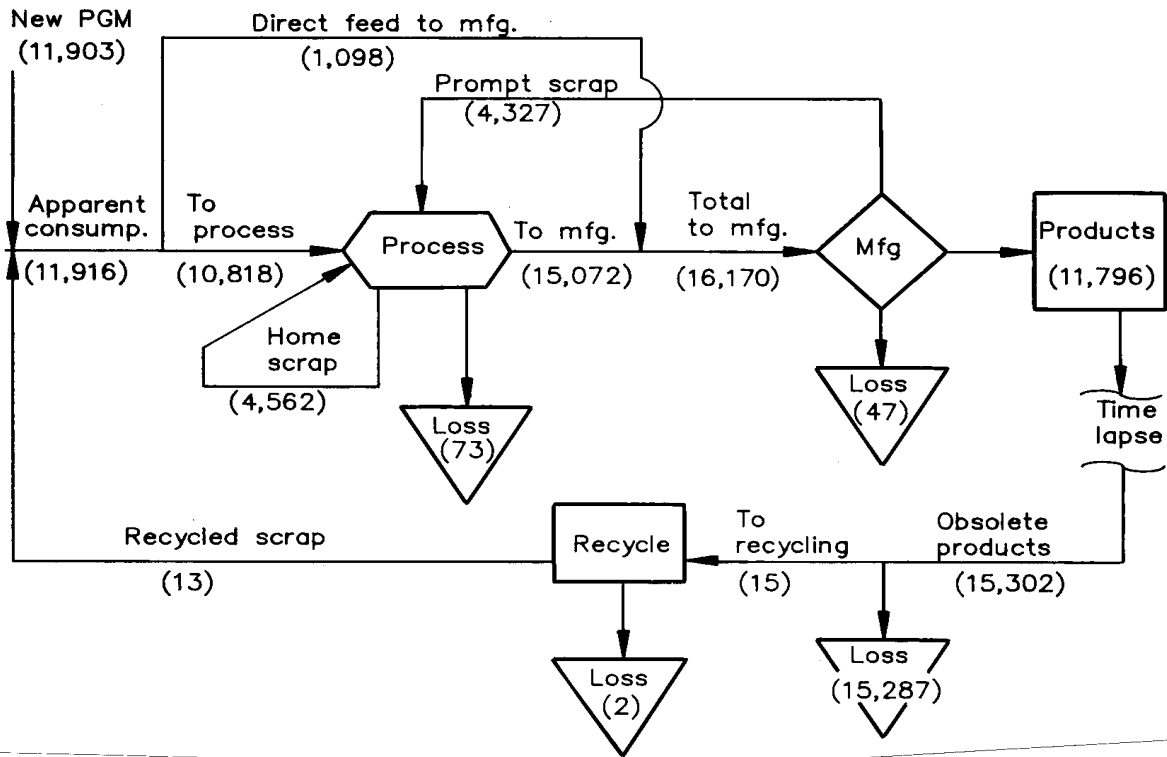 New PGM
(11,903)
Direct feed to mfg.
(1,098)
Prompt scrap
(4,327)
Apparent
consump.
(11,916)
To
process
(10,818)
Process
To mfg.
(15,072)
Total
to mfg.
(16,170)
Mfg
Products
(11,796)
Home
scrap
(4,562)
Loss
(73)
Loss
(47)
Time
lapse
Recycled scrap
(13)
Recycle
To
recycling
(15)
Obsolete
products
(15,302)
Loss
(2)
Loss
(15,287)